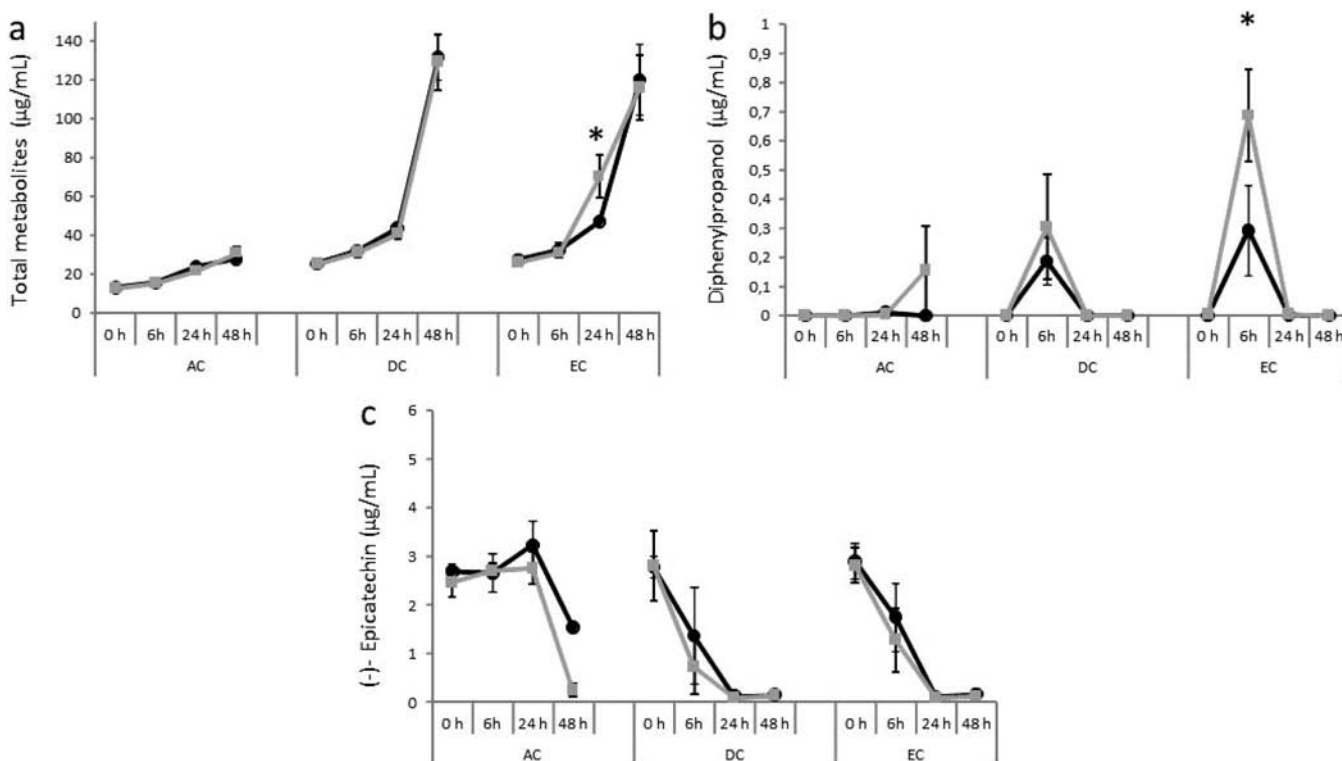 a
Total metabolites (µg/mL)
140
120
100
80
60
40
20
0
*
0 h 6h 24 h 48 h 0 h 6h 24 h 48 h 0 h 6h 24 h 48 h
AC DC EC
b
Diphenylpropanol (µg/mL)
1
0,9
0,8
0,7
0,6
0,5
0,4
0,3
0,2
0,1
0
*
0 h 6h 24 h 48 h 0 h 6h 24 h 48 h 0 h 6h 24 h 48 h
AC DC EC
c
(-)- Epicatechin (µg/mL)
6
5
4
3
2
1
0
0 h 6h 24 h 48 h 0 h 6h 24 h 48 h 0 h 6h 24 h 48 h
AC DC EC